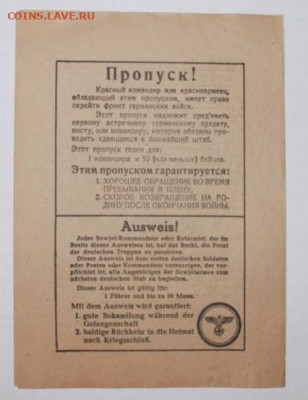 COINS.LAVE.RU
Пропуск!
Красный командир или красноармеец,
обладающий этим пропуском, имеет право
перейти фронт германских войск.
Этот пропуск надлежит пред'явить
первому встречному германскому солдату,
посту, или командиру, которые обязаны про-
водить сдающихся в ближайший штаб.
Этот пропуск годен для:
1 командира и 50 (или меньше) бойцов.
Этим пропуском гарантируется:
1. ХОРОШЕЕ ОБРАЩЕНИЕ ВО ВРЕМЯ
ПРЕБЫВАНИЯ В ПЛЕНУ,
2. СКОРОЕ ВОЗВРАЩЕНИЕ НА РО-
ДИНУ ПОСЛЕ ОКОНЧАНИЯ ВОЙНЫ.
Ausweis!
Jeder Sowjet-Kommandeur oder Rotarmist, der im
Besitz dieses Ausweises ist, hat das Recht, die Front
der deutschen Truppen zu passieren.
Dieser Ausweis ist dem ersten deutschen Soldaten
oder Posten oder Kommandeur vorzuzeigen, der ver-
pflichtet ist, alle Angehörigen der Sowjetarmee zum
nächsten deutschen Stab zu begleiten.
Dieser Ausweis ist gültig für:
1 Führer und bis zu 50 Mann.
Mit dem Ausweis wird garantiert:
1. gute Behandlung während der
Gefangenschaft
2. baldige Rückkehr in die Heimat
nach Kriegsschluß.